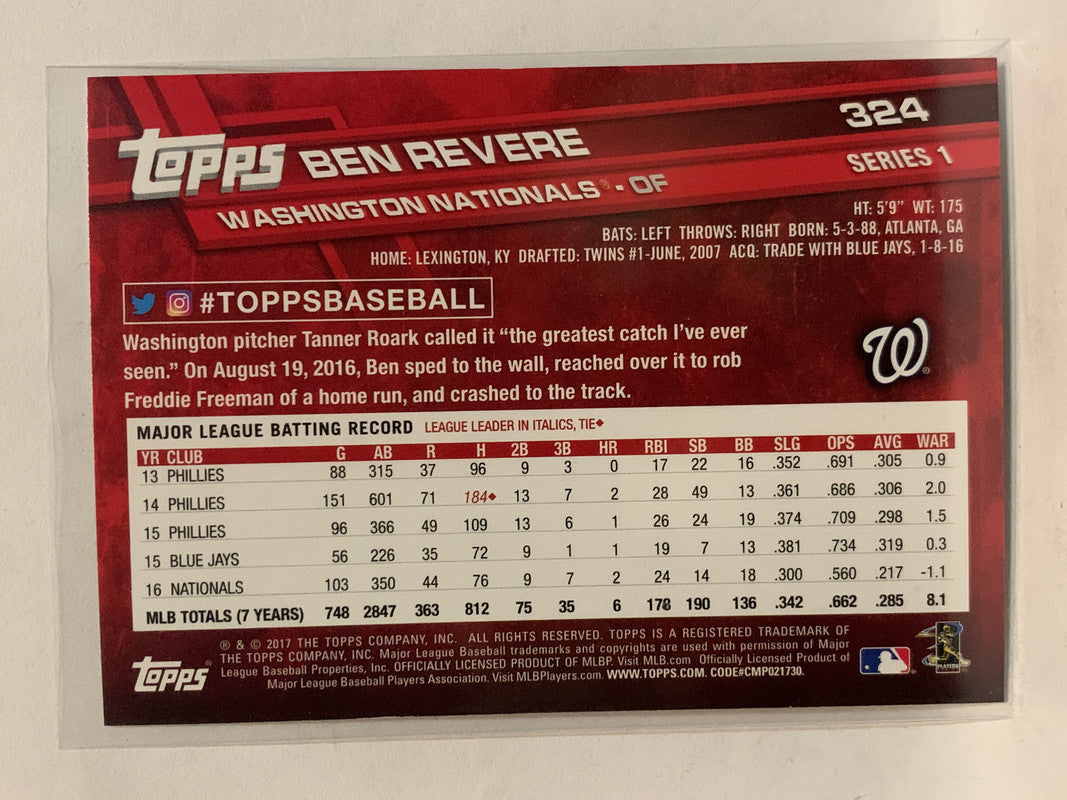 324
topps BEN REVERE
SERIES 1
WASHINGTON NATIONALS® - OF
HT: 5'9" WT: 175
BATS: LEFT THROWS: RIGHT BORN: 5-3-88, ATLANTA, GA
HOME: LEXINGTON, KY DRAFTED: TWINS #1-JUNE, 2007 ACQ: TRADE WITH BLUE JAYS, 1-8-16
#TOPPSBASEBALL
Washington pitcher Tanner Roark called it “the greatest catch I've ever
seen.” On August 19, 2016, Ben sped to the wall, reached over it to rob
Freddie Freeman of a home run, and crashed to the track.
W®
MAJOR LEAGUE BATTING RECORD LEAGUE LEADER IN ITALICS, TIE◆
YR CLUB G AB R H 2B 3B HR RBI SB BB SLG OPS AVG WAR
13 PHILLIES 88 315 37 96 9 3 0 17 22 16 .352 .691 .305 0.9
14 PHILLIES 151 601 71 184◆ 13 7 2 28 49 13 .361 .686 .306 2.0
15 PHILLIES 96 366 49 109 13 6 1 26 24 19 .374 .709 .298 1.5
15 BLUE JAYS 56 226 35 72 9 1 1 19 7 13 .381 .734 .319 0.3
16 NATIONALS 103 350 44 76 9 7 2 24 14 18 .300 .560 .217 -1.1
MLB TOTALS (7 YEARS) 748 2847 363 812 75 35 6 178 190 136 .342 .662 .285 8.1
® & © 2017 THE TOPPS COMPANY, INC. ALL RIGHTS RESERVED. TOPPS IS A REGISTERED TRADEMARK OF
THE TOPPS COMPANY, INC. Major League Baseball trademarks and copyrights are used with permission of Major
League Baseball Properties, Inc. OFFICIALLY LICENSED PRODUCT OF MLBP. Visit MLB.com Officially Licensed Product of
Major League Baseball Players Association. Visit MLBPlayers.com. WWW.TOPPS.COM. CODE#CMP021730.
topps®
PLAYERS